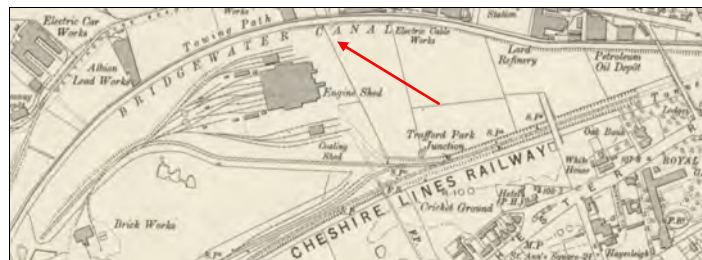 Electric Car
Works
Works
Station
Towing Path
CANAL
BRIDGEWATER
Electric Cable
Works
Albion
Lead Works
Lard
Refinery
Petroleum
Oil Depôt
Engine Shed
Trafford Park
Junction
S.P.
S.P.
Coaling
Shed
S.P.
Oak Bank
Lodge
White
House
ROYAL
CHESHIRE LINES RAILWAY
F.B.
Hotel
(P.H.)
Cricket Ground
Brick Works
S.P.
F.P.
M.P.
St. Ann's Square
Hayesleigh